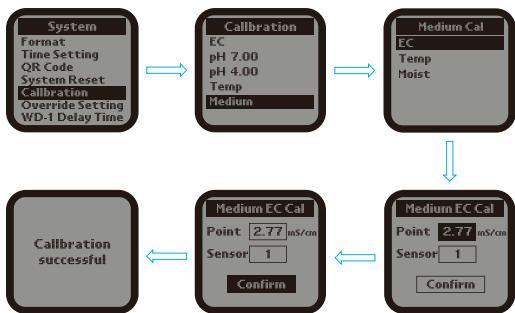 System
Format
Time Setting
QR Code
System Reset
Callbration
Override Setting
WD-1 Delay Time
Callbration
EC
pH 7.00
pH 4.00
Temp
Medium
Medium Cal
EC
Temp
Moist
Callbration
successful
Medium EC Cal
Point 2.77 mS/cm
Sensor 1
Confirm
Medium EC Cal
Point 2.77 mS/cm
Sensor 1
Confirm